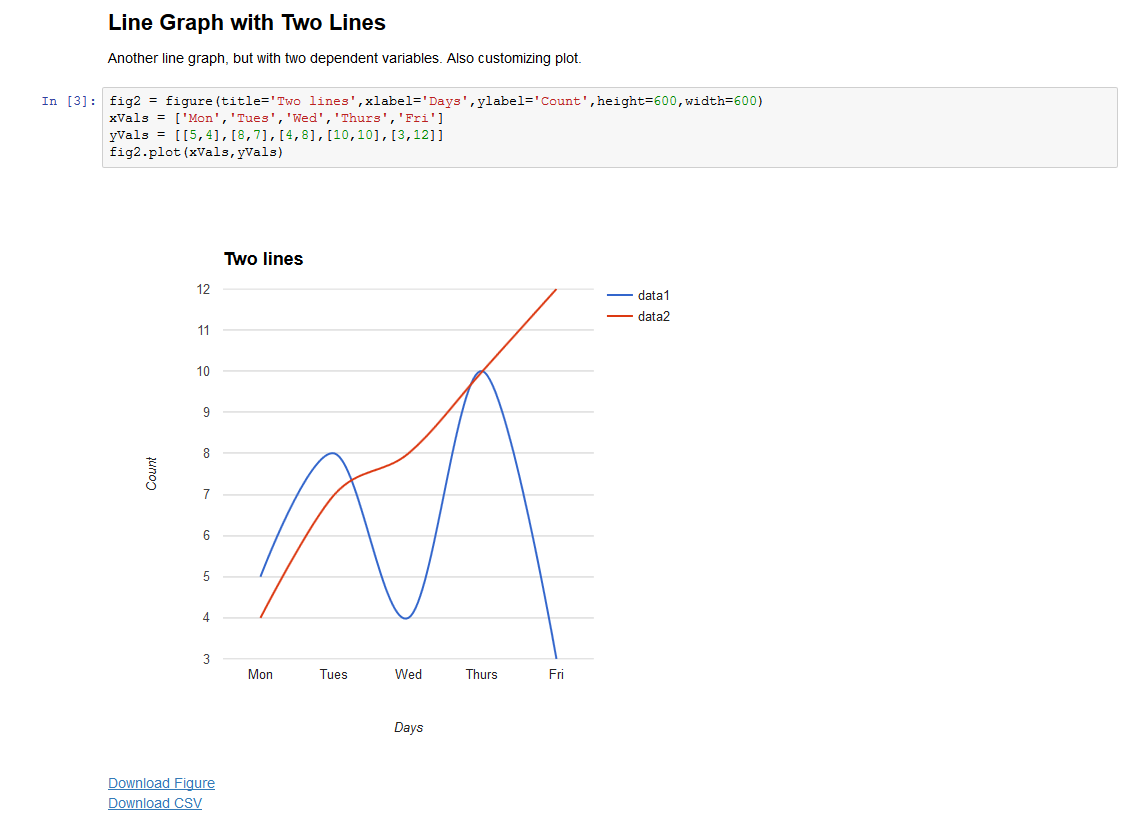 Line Graph with Two Lines
Another line graph, but with two dependent variables. Also customizing plot.
In [3]: fig2 = figure(title='Two lines',xlabel='Days',ylabel='Count',height=600,width=600)
xVals = ['Mon','Tues','Wed','Thurs','Fri']
yVals = [[5,4],[8,7],[4,8],[10,10],[3,12]]
fig2.plot(xVals,yVals)
Two lines
12
11
10
9
8
7
6
5
4
3
Count
data1
data2
Mon Tues Wed Thurs Fri
Days
Download Figure
Download CSV